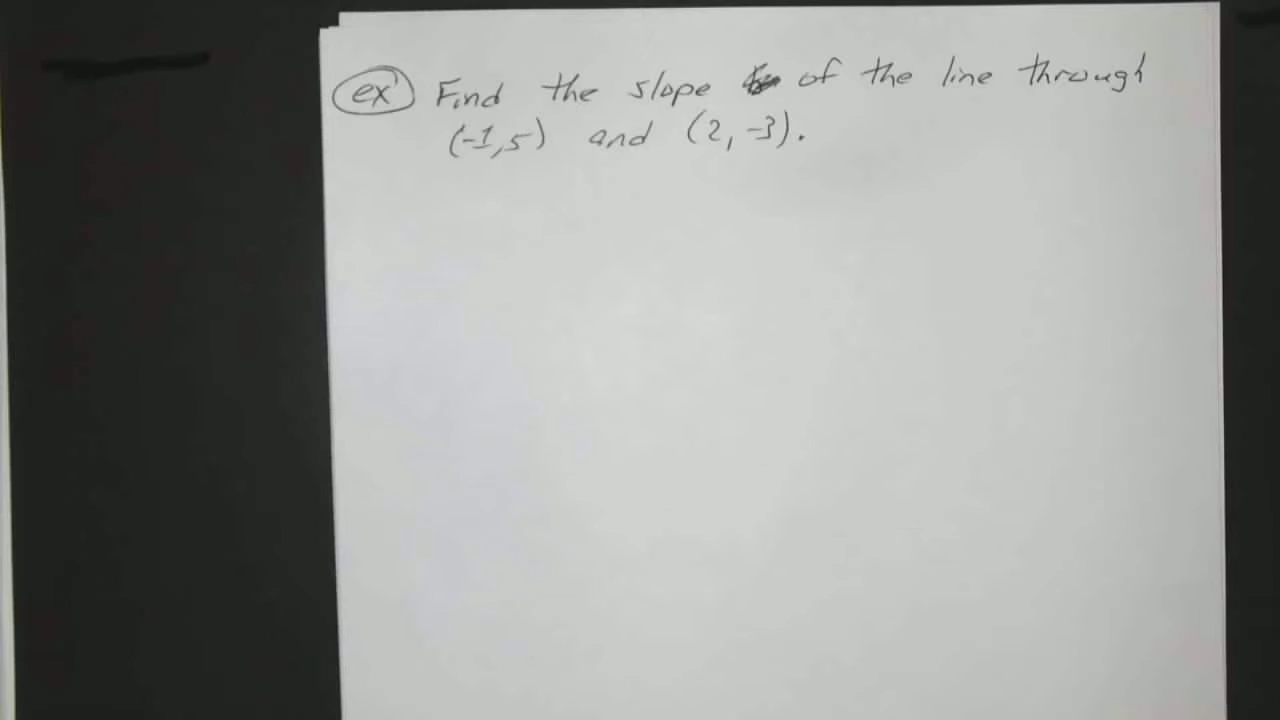 ex Find the slope of the line through
(-1,5) and (2,-3).